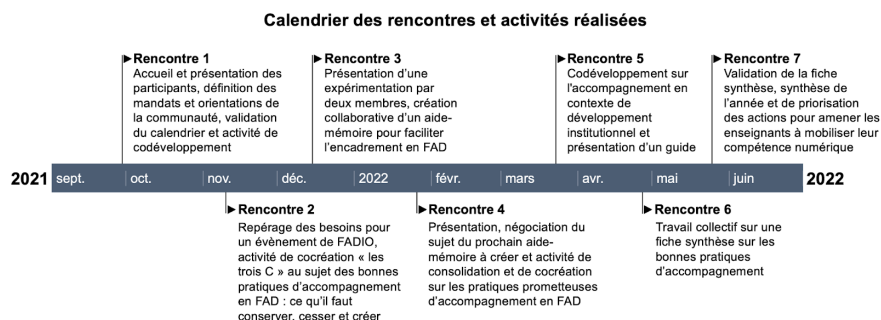 Calendrier des rencontres et activités réalisées
Rencontre 1
Accueil et présentation des
participants, définition des
mandats et orientations de
la communauté, validation
du calendrier et activité de
codéveloppement
Rencontre 3
Présentation d'une
expérimentation par
deux membres, création
collaborative d'un aide-
mémoire pour faciliter
l'encadrement en FAD
Rencontre 5
Codéveloppement sur
l'accompagnement en
contexte de
développement
institutionnel et
présentation d'un guide
Rencontre 7
Validation de la fiche
synthèse, synthèse de
l'année et de priorisation
des actions pour amener les
enseignants à mobiliser leur
compétence numérique
2021 sept. oct. nov. déc. 2022 févr. mars avr. mai juin 2022
Rencontre 2
Repérage des besoins pour
un évènement de FADIO,
activité de cocréation « les
trois C » au sujet des bonnes
pratiques d'accompagnement
en FAD : ce qu'il faut
conserver, cesser et créer
Rencontre 4
Présentation, négociation du
sujet du prochain aide-
mémoire à créer et activité de
consolidation et de cocréation
sur les pratiques prometteuses
d'accompagnement en FAD
Rencontre 6
Travail collectif sur une
fiche synthèse sur les
bonnes pratiques
d'accompagnement